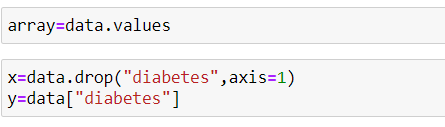 array=data.values
x=data.drop("diabetes",axis=1)
y=data["diabetes"]